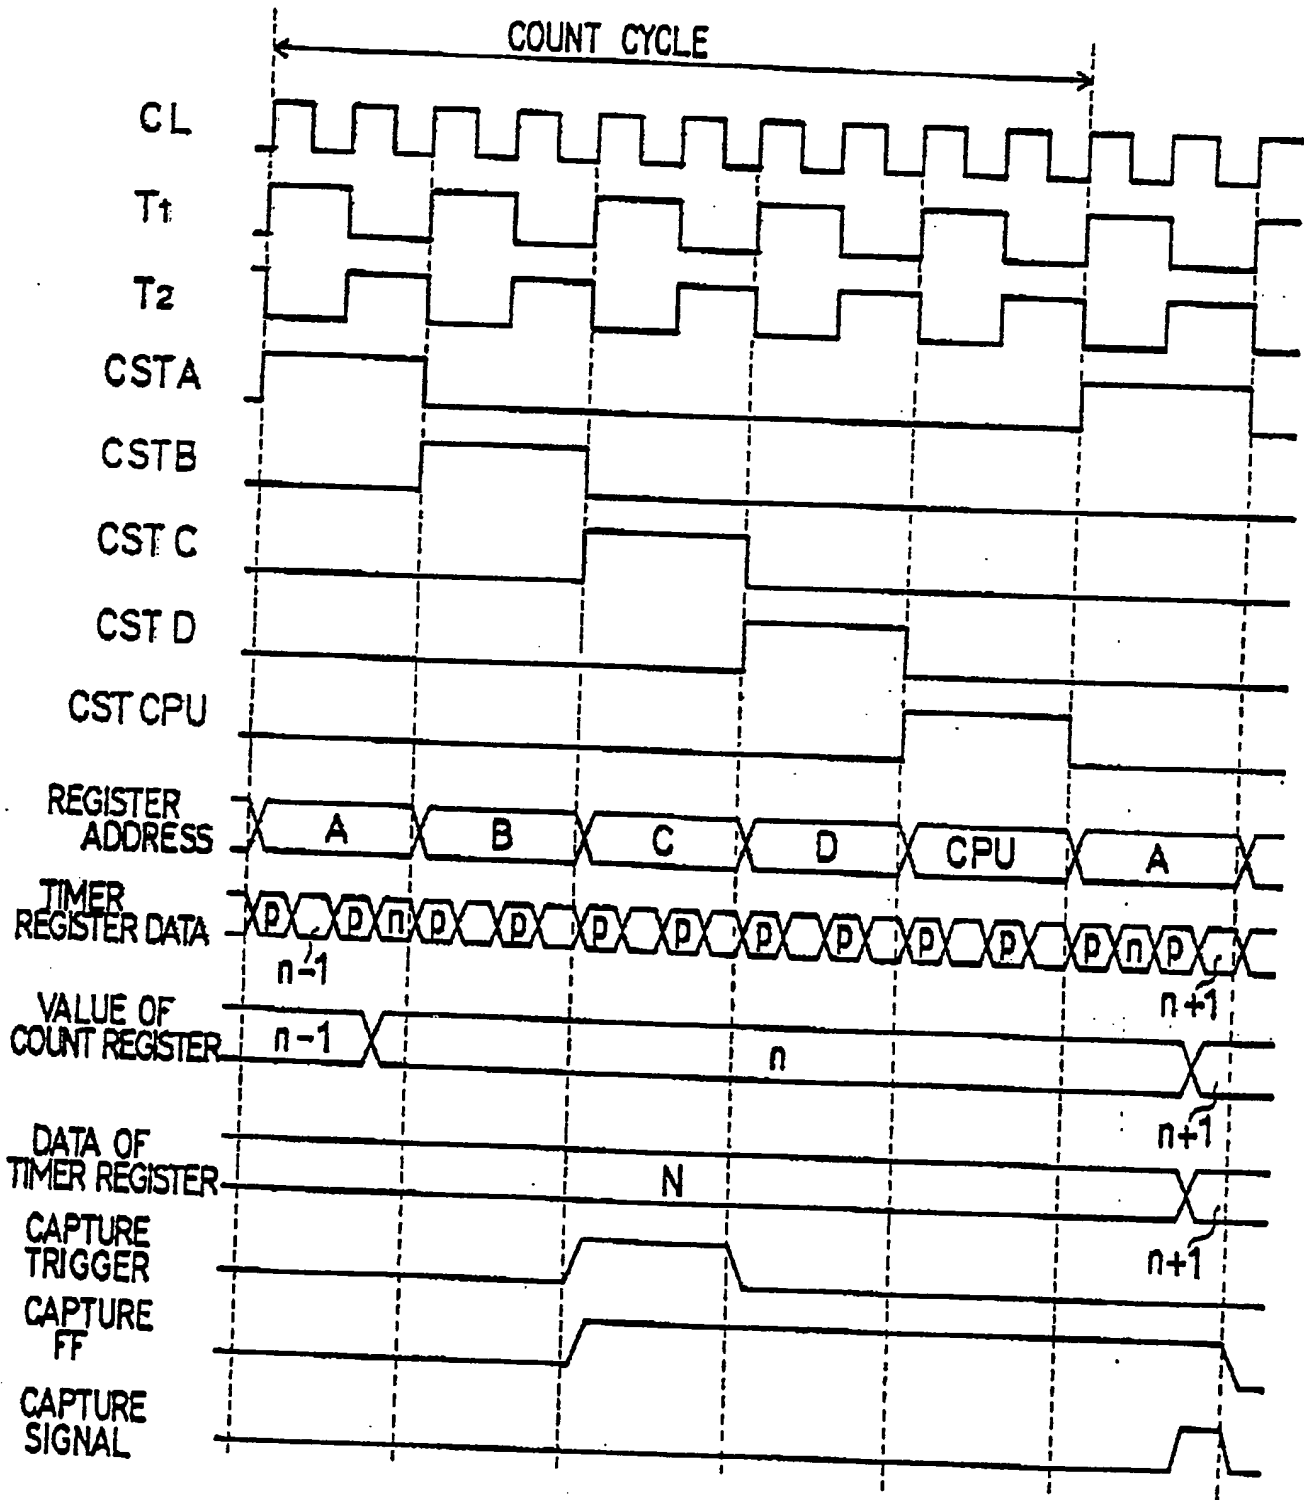 COUNT CYCLE
CL
T1
T2
CSTA
CSTB
CST C
CST D
CST CPU
REGISTER
ADDRESS
A B C D CPU A
TIMER
REGISTER DATA
p p n p p p p p p p p p n p
n-1
n+1
VALUE OF
COUNT REGISTER
n-1
n
n+1
DATA OF
TIMER REGISTER
N
n+1
CAPTURE
TRIGGER
CAPTURE
FF
CAPTURE
SIGNAL